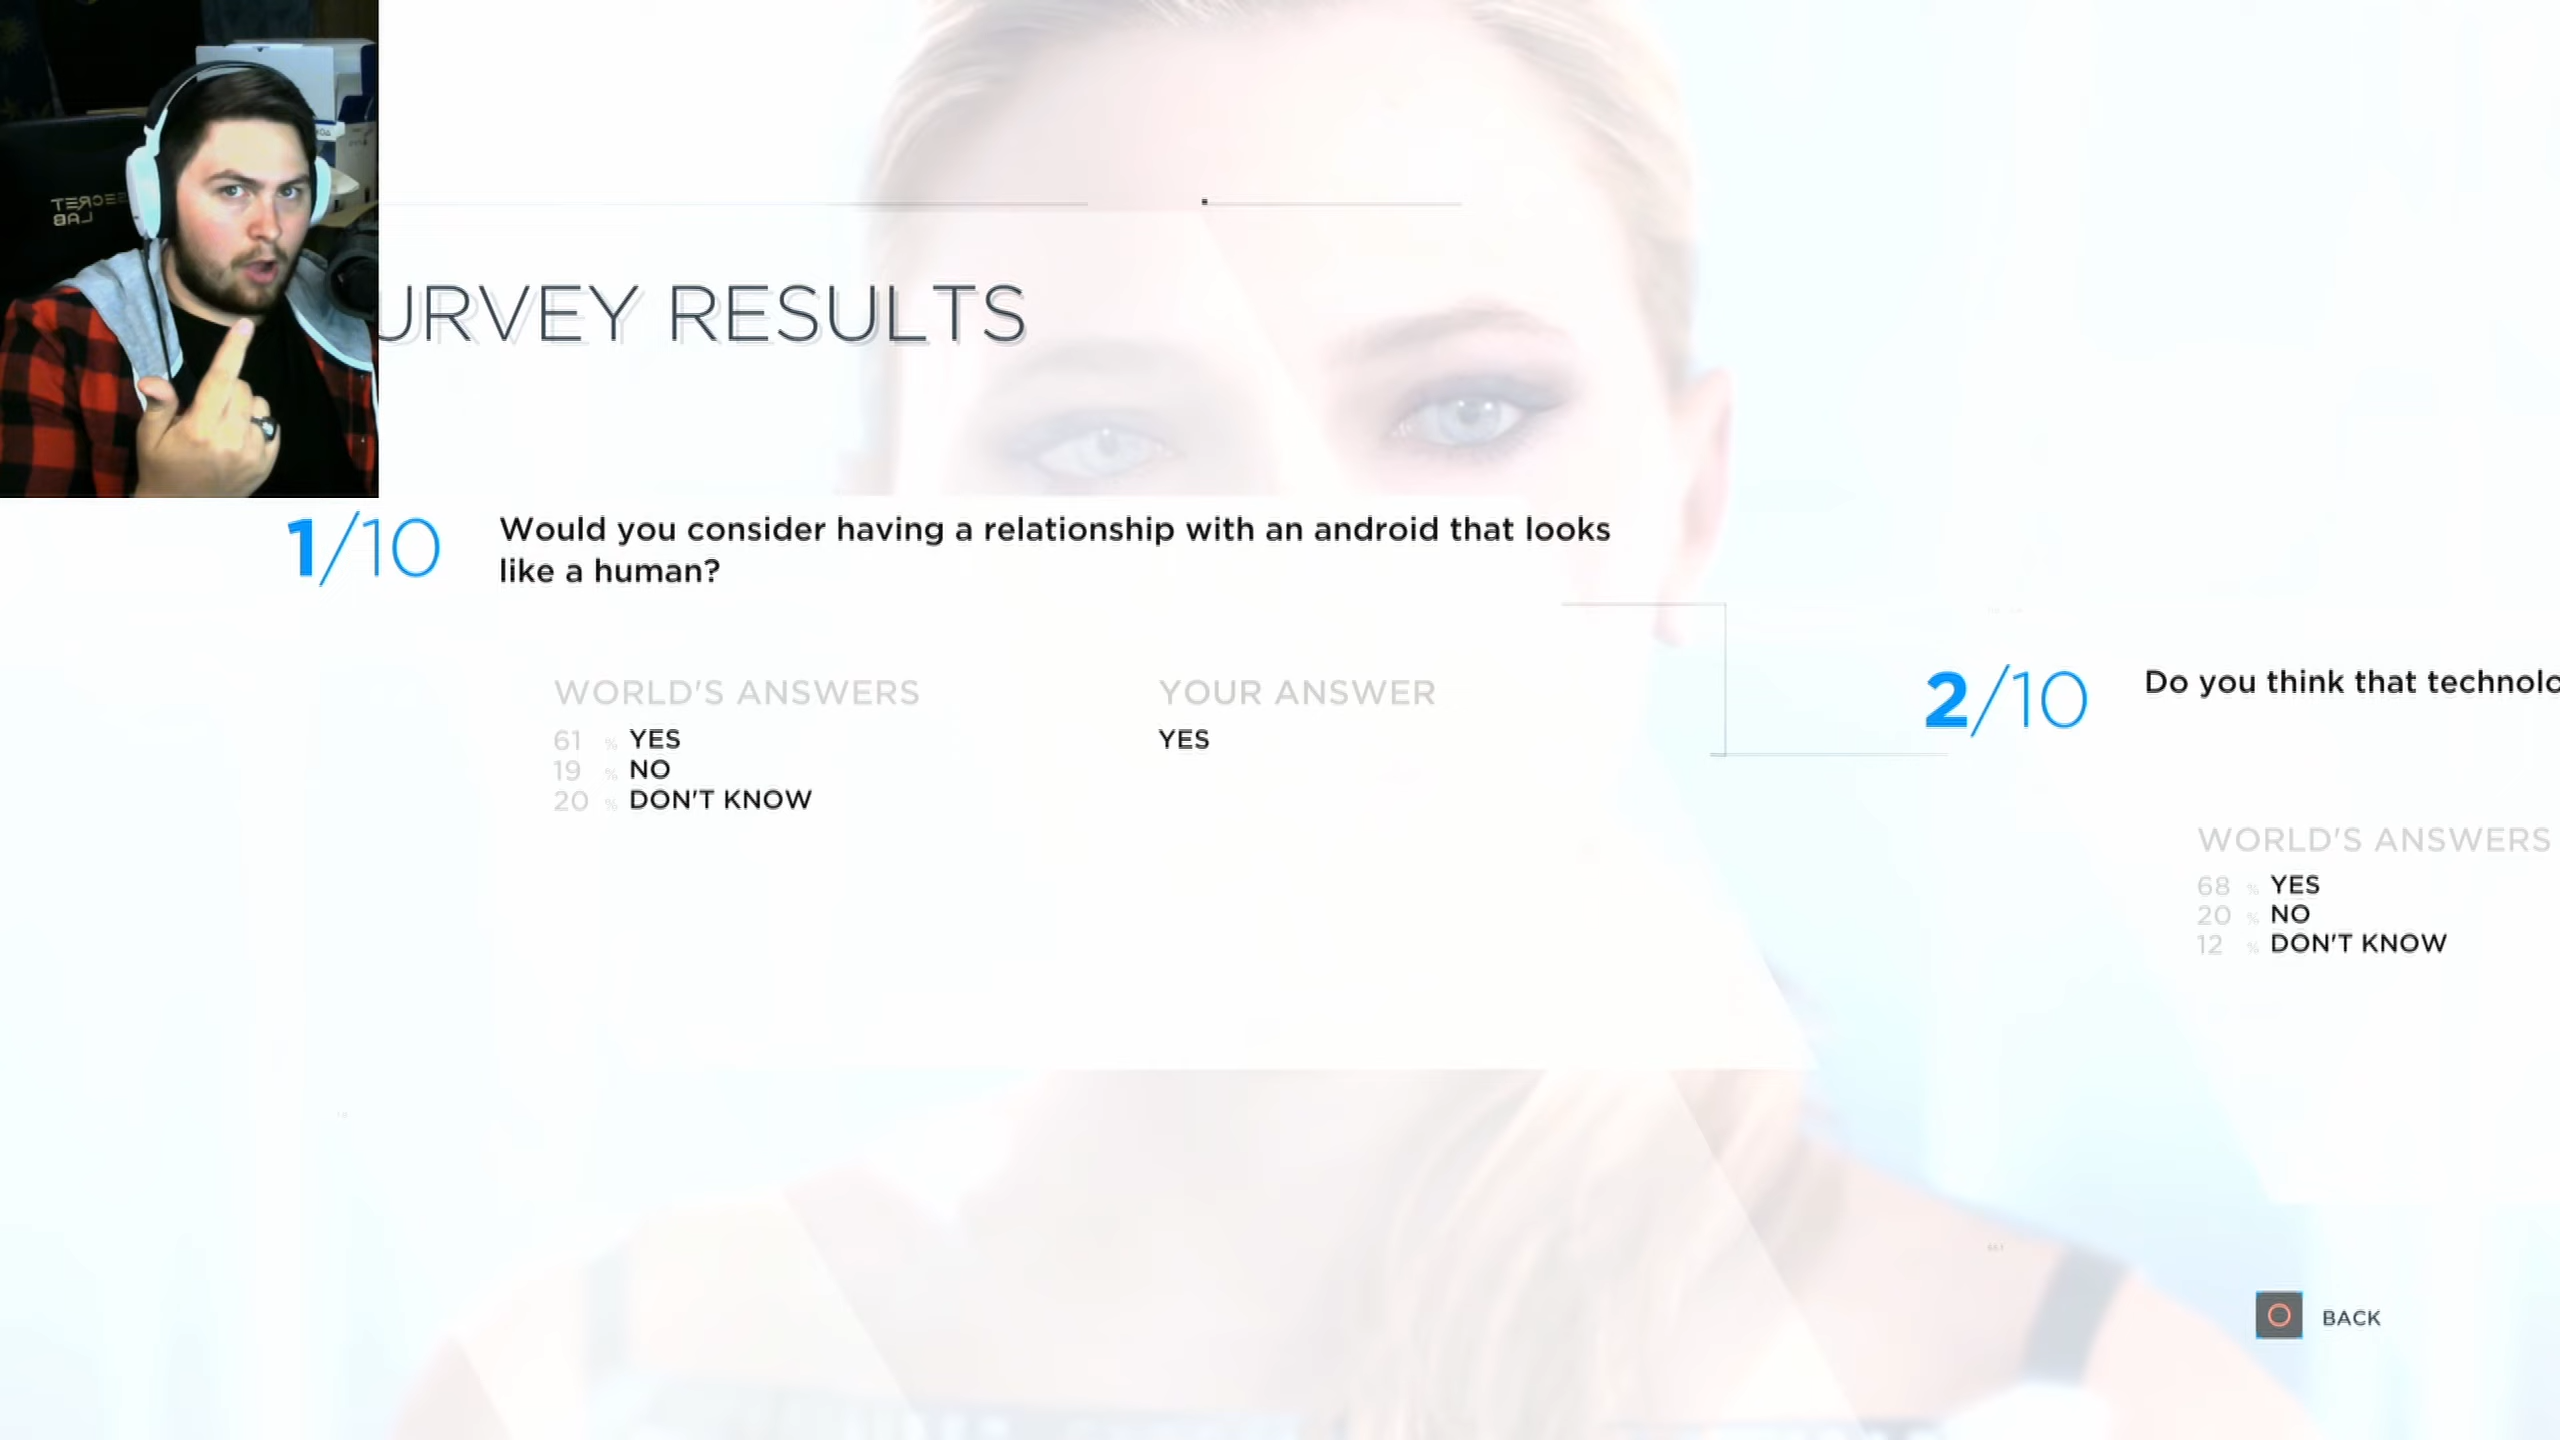 SECRET
LAB
URVEY RESULTS
1/10
Would you consider having a relationship with an android that looks
like a human?
WORLD'S ANSWERS
61 % YES
19 % NO
20 % DON'T KNOW
YOUR ANSWER
YES
2/10
Do you think that technolo
WORLD'S ANSWERS
68 % YES
20 % NO
12 % DON'T KNOW
BACK